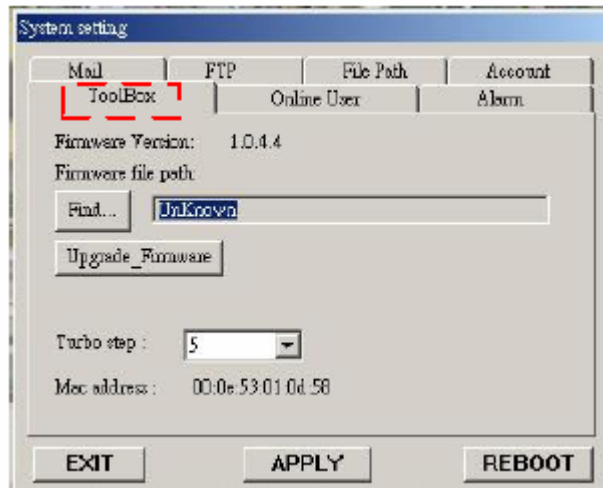 System setting
Mail FTP File Path Account
ToolBox Online User Alarm
Firmware Version: 1.0.4.4
Firmware file path:
Find... UnKnown
Upgrade_Firmware
Turbo step : 5
Mac address : 00:0e:53:01:0d:58
EXIT APPLY REBOOT